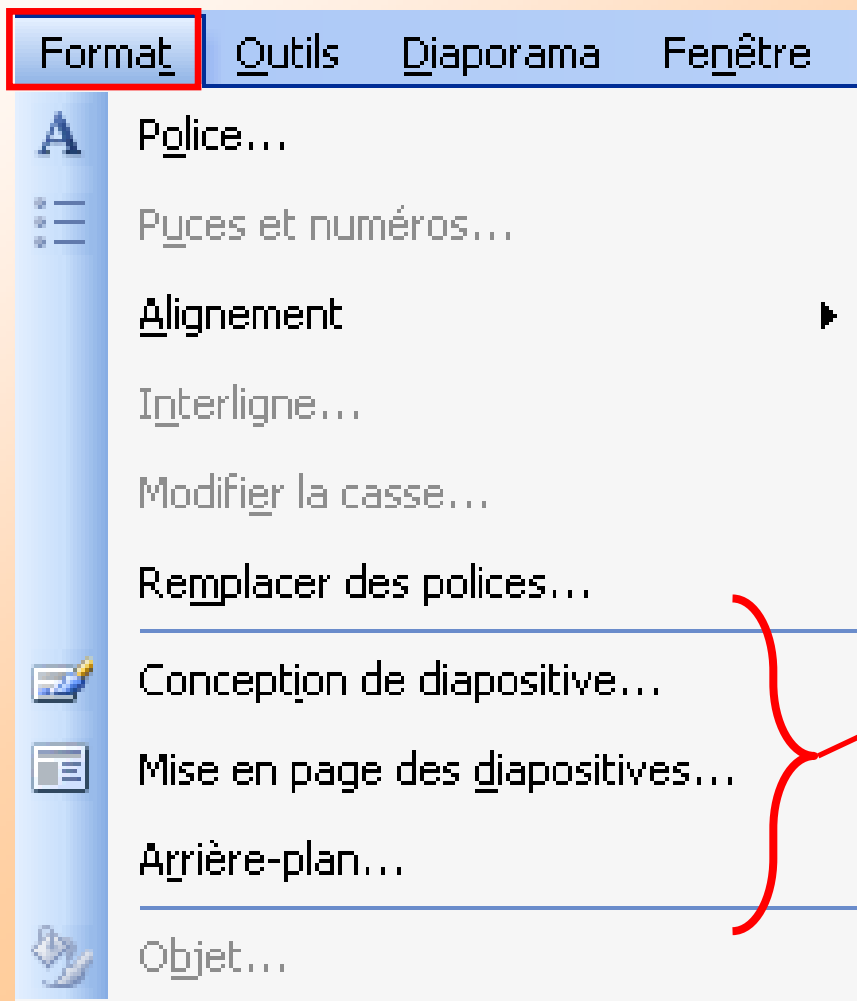 Format Outils Diaporama Fenêtre
Police...
Puces et numéros...
Alignement
Interligne...
Modifier la casse...
Remplacer des polices...
Conception de diapositive...
Mise en page des diapositives...
Arrière-plan...
Objet...